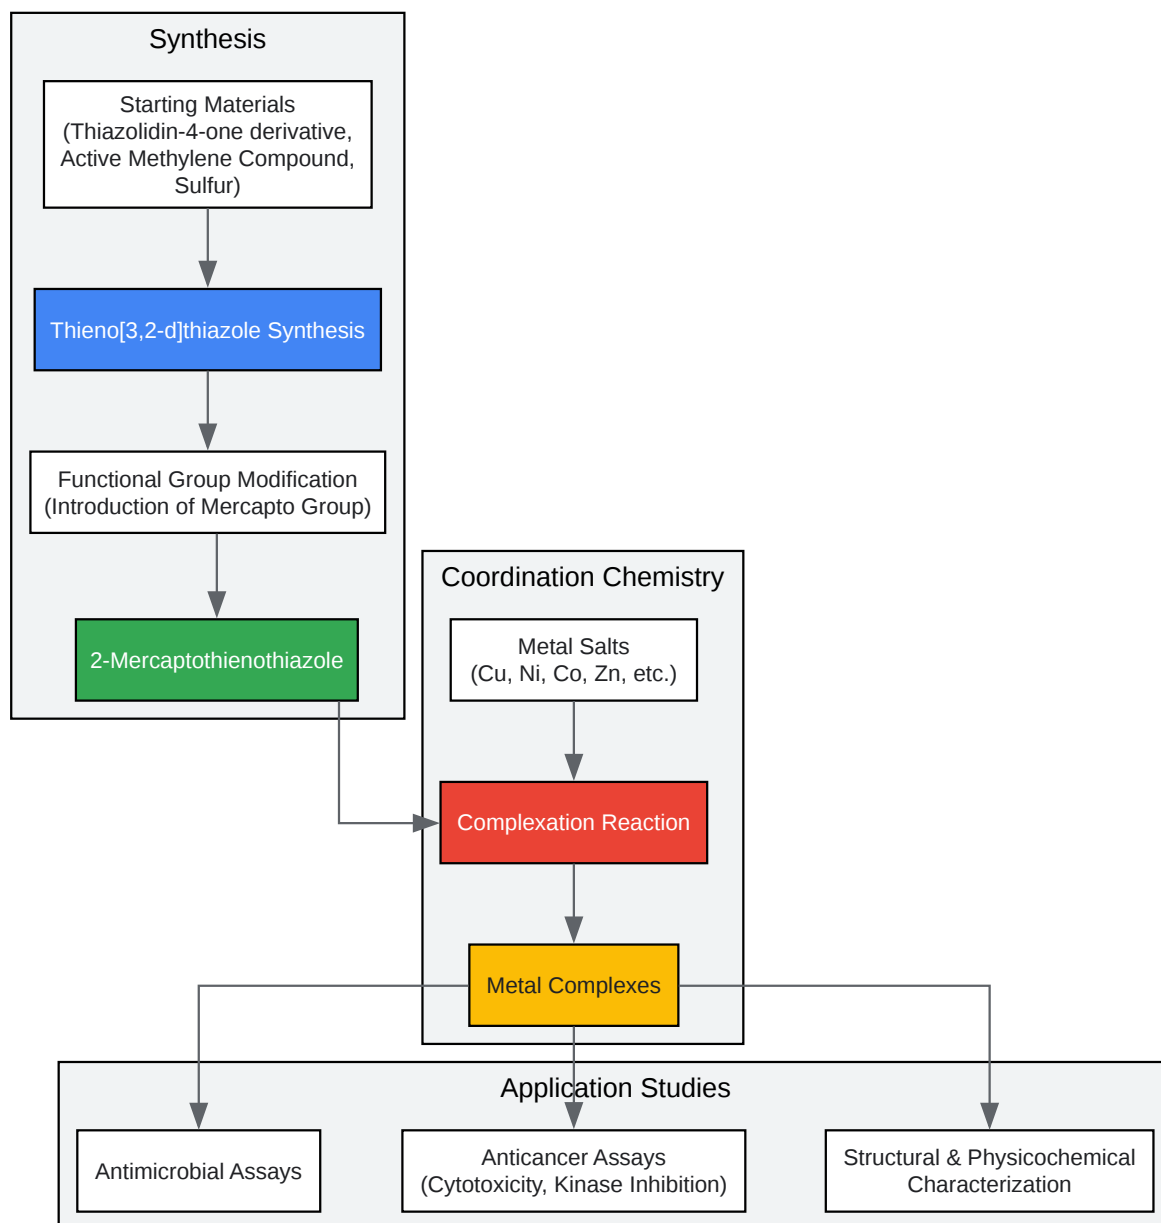 Synthesis
Starting Materials
(Thiazolidin-4-one derivative,
Active Methylene Compound,
Sulfur)
Thieno[3,2-d]thiazole Synthesis
Functional Group Modification
(Introduction of Mercapto Group)
2-Mercaptothienothiazole
Coordination Chemistry
Metal Salts
(Cu, Ni, Co, Zn, etc.)
Complexation Reaction
Metal Complexes
Application Studies
Antimicrobial Assays
Anticancer Assays
(Cytotoxicity, Kinase Inhibition)
Structural & Physicochemical
Characterization